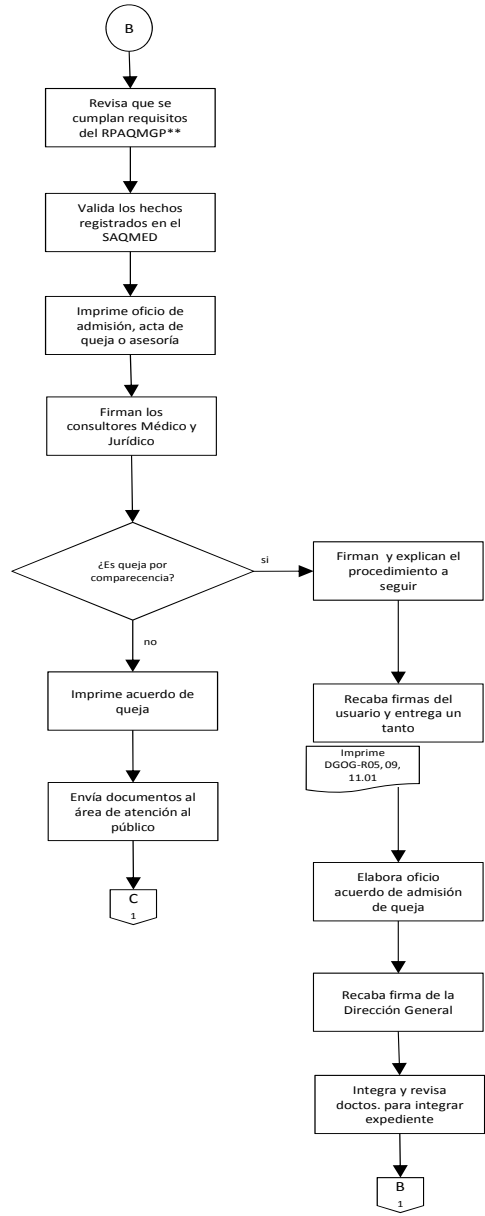 B
Revisa que se
cumplan requisitos
del RPAQMGP**
Valida los hechos
registrados en el
SAQMED
Imprime oficio de
admisión, acta de
queja o asesoría
Firman los
consultores Médico y
Jurídico
¿Es queja por
comparecencia?
si
no
Imprime acuerdo de
queja
Envía documentos al
área de atención al
público
C
1
Firman y explican el
procedimiento a
seguir
Recaba firmas del
usuario y entrega un
tanto
Imprime
DGOG-R05, 09,
11.01
Elabora oficio
acuerdo de admisión
de queja
Recaba firma de la
Dirección General
Integra y revisa
doctos. para integrar
expediente
B
1